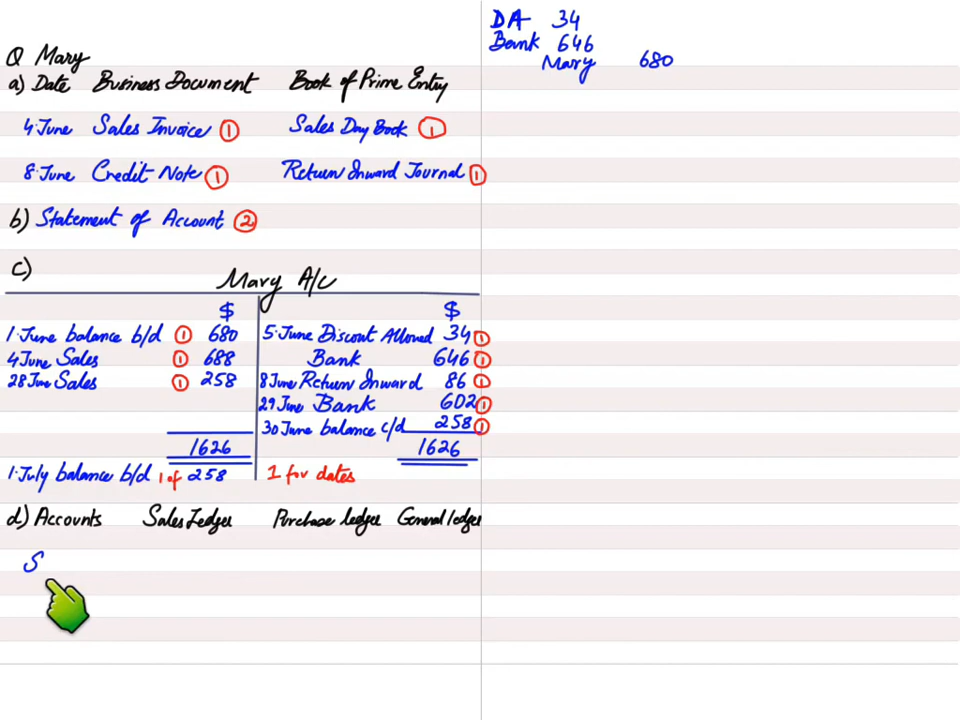 Q Mary
a) Date Business Document Book of Prime Entry
4 June Sales Invoice 1 Sales Day Book 1
8 June Credit Note 1 Return Inward Journal 1
b) Statement of Account 2
c)
Mary A/c
$ $
1 June balance b/d 1 680 5 June Discout Allowed 34 1
4 June Sales 1 688 Bank 646 1
28 June Sales 1 258 8 June Return Inward 86 1
29 June Bank 602 1
30 June balance c/d 258 1
1626 1626
1 July balance b/d 1 of 258 1 for dates
d) Accounts Sales Ledger Purchase ledger General ledger
S
DA 34
Bank 646
Mary 680